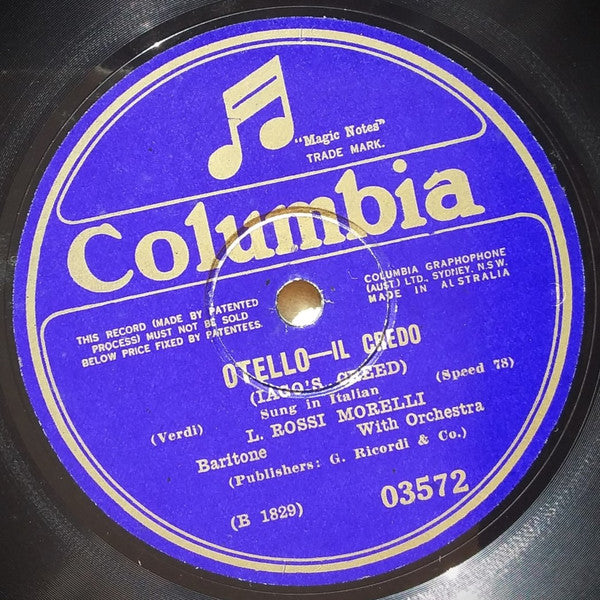 "Magic Notes"
TRADE MARK.
Columbia
THIS RECORD (MADE BY PATENTED
PROCESS) MUST NOT BE SOLD
BELOW PRICE FIXED BY PATENTEES.
COLUMBIA GRAPHOPHONE
(AUST) LTD., SYDNEY, N.S.W.
MADE IN AUSTRALIA
OTELLO—IL CREDO
(IAGO'S CREED)
Sung in Italian
(Speed 78)
(Verdi)
L. ROSSI MORELLI
Baritone
With Orchestra
(Publishers: G. Ricordi & Co.)
(B 1829)
03572